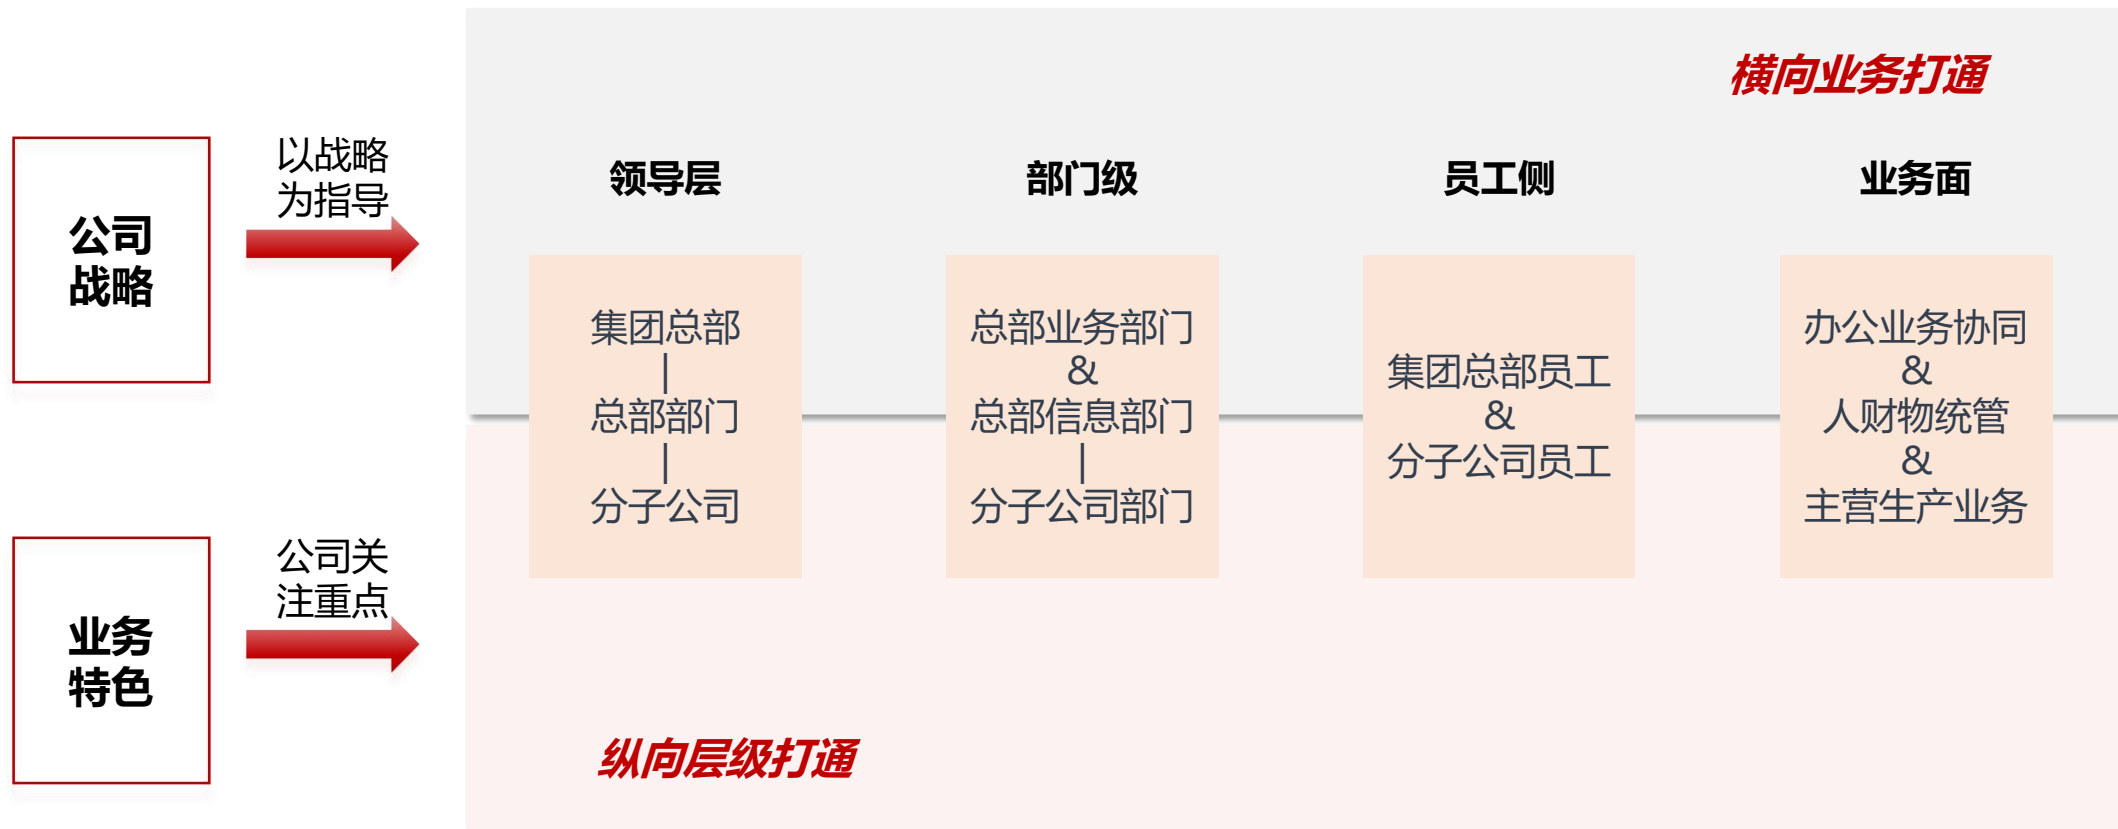 横向业务打通
公司
战略
以战略
为指导
领导层
部门级
员工侧
业务面
集团总部
|
总部部门
|
分子公司
总部业务部门
&
总部信息部门
|
分子公司部门
集团总部员工
&
分子公司员工
办公业务协同
&
人财物统管
&
主营生产业务
业务
特色
公司关
注重点
纵向层级打通